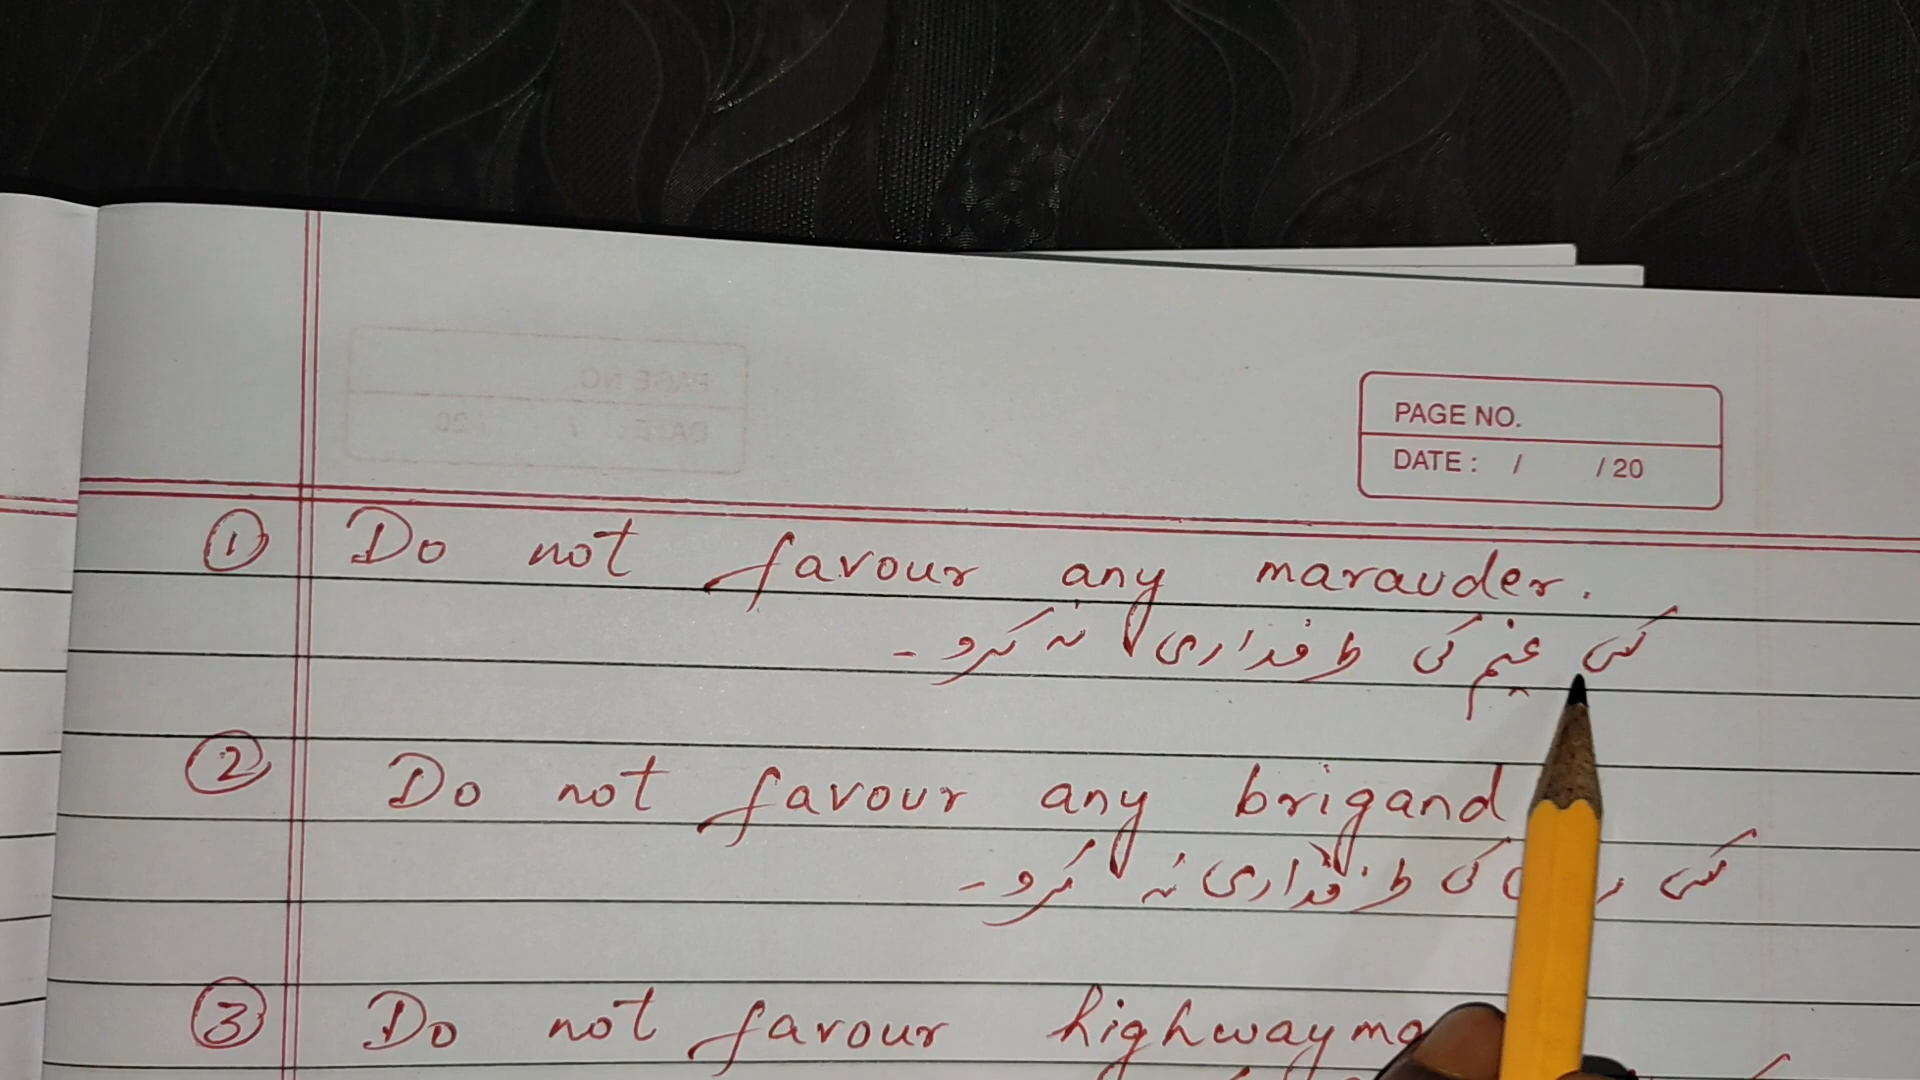 PAGE NO.
DATE : / / 20
① Do not favour any marauder.
کسی غنیم کی طرفداری نہ کرو۔
② Do not favour any brigand
کسی کی طرفداری نہ کرو۔
③ Do not favour